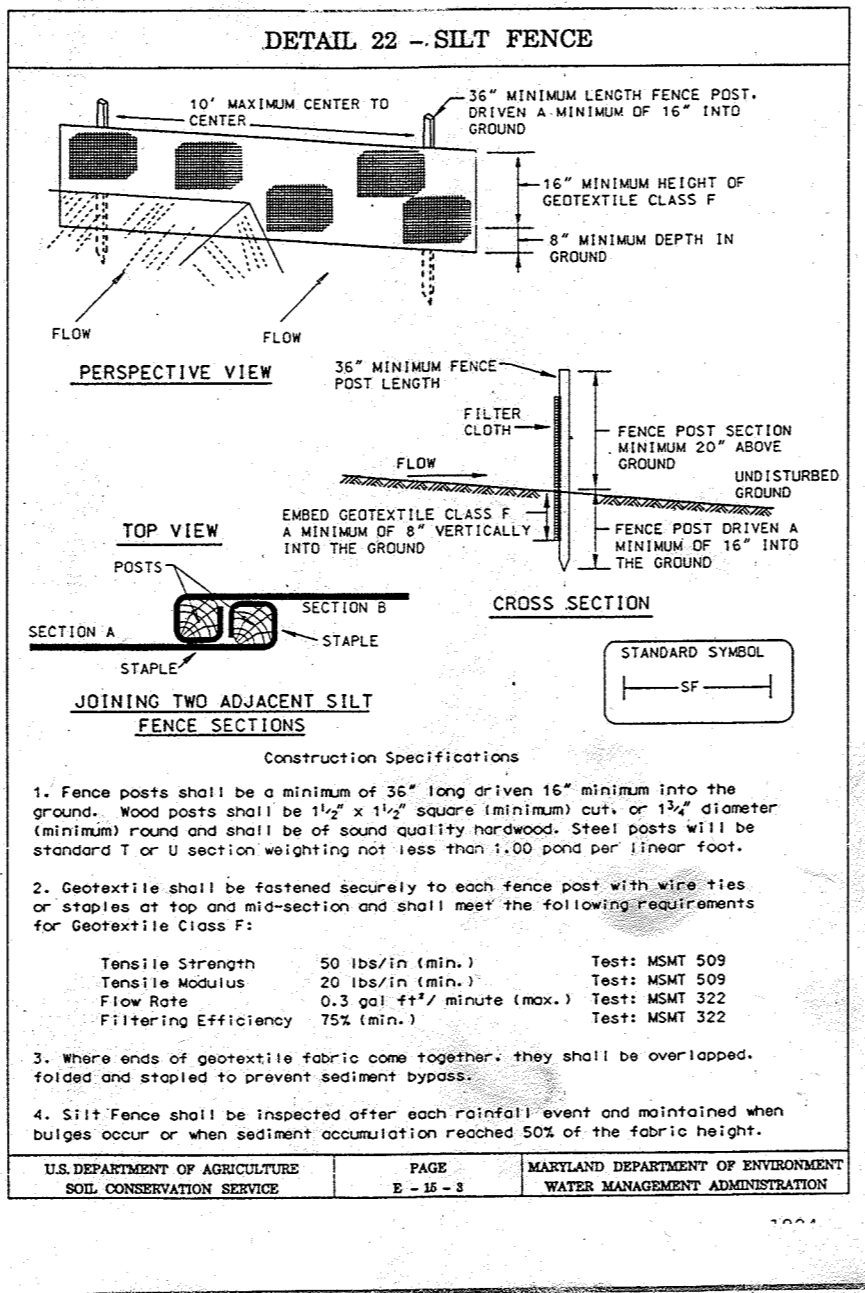 DETAIL 22 - SILT FENCE
10' MAXIMUM CENTER TO
CENTER
36" MINIMUM LENGTH FENCE POST.
DRIVEN A MINIMUM OF 16" INTO
GROUND
16" MINIMUM HEIGHT OF
GEOTEXTILE CLASS F
8" MINIMUM DEPTH IN
GROUND
FLOW
FLOW
PERSPECTIVE VIEW
36" MINIMUM FENCE
POST LENGTH
FILTER
CLOTH
FLOW
FENCE POST SECTION
MINIMUM 20" ABOVE
GROUND
UNDISTURBED
GROUND
EMBED GEOTEXTILE CLASS F
A MINIMUM OF 8" VERTICALLY
INTO THE GROUND
FENCE POST DRIVEN A
MINIMUM OF 16" INTO
THE GROUND
CROSS SECTION
TOP VIEW
POSTS
SECTION B
SECTION A
STAPLE
STAPLE
JOINING TWO ADJACENT SILT
FENCE SECTIONS
STANDARD SYMBOL
SF
Construction Specifications
1. Fence posts shall be a minimum of 36" long driven 16" minimum into the
ground. Wood posts shall be 1 1/2" x 1 1/2" square (minimum) cut, or 1 3/4" diameter
(minimum) round and shall be of sound quality hardwood. Steel posts will be
standard T or U section weighting not less than 1.00 pond per linear foot.
2. Geotextile shall be fastened securely to each fence post with wire ties
or staples at top and mid-section and shall meet the following requirements
for Geotextile Class F:
Tensile Strength 50 lbs/in (min.) Test: MSMT 509
Tensile Modulus 20 lbs/in (min.) Test: MSMT 509
Flow Rate 0.3 gal ft²/ minute (max.) Test: MSMT 322
Filtering Efficiency 75% (min.) Test: MSMT 322
3. Where ends of geotextile fabric come together, they shall be overlapped,
folded and stapled to prevent sediment bypass.
4. Silt Fence shall be inspected after each rainfall event and maintained when
bulges occur or when sediment accumulation reached 50% of the fabric height.
U.S. DEPARTMENT OF AGRICULTURE
SOIL CONSERVATION SERVICE
PAGE
E - 15 - 3
MARYLAND DEPARTMENT OF ENVIRONMENT
WATER MANAGEMENT ADMINISTRATION